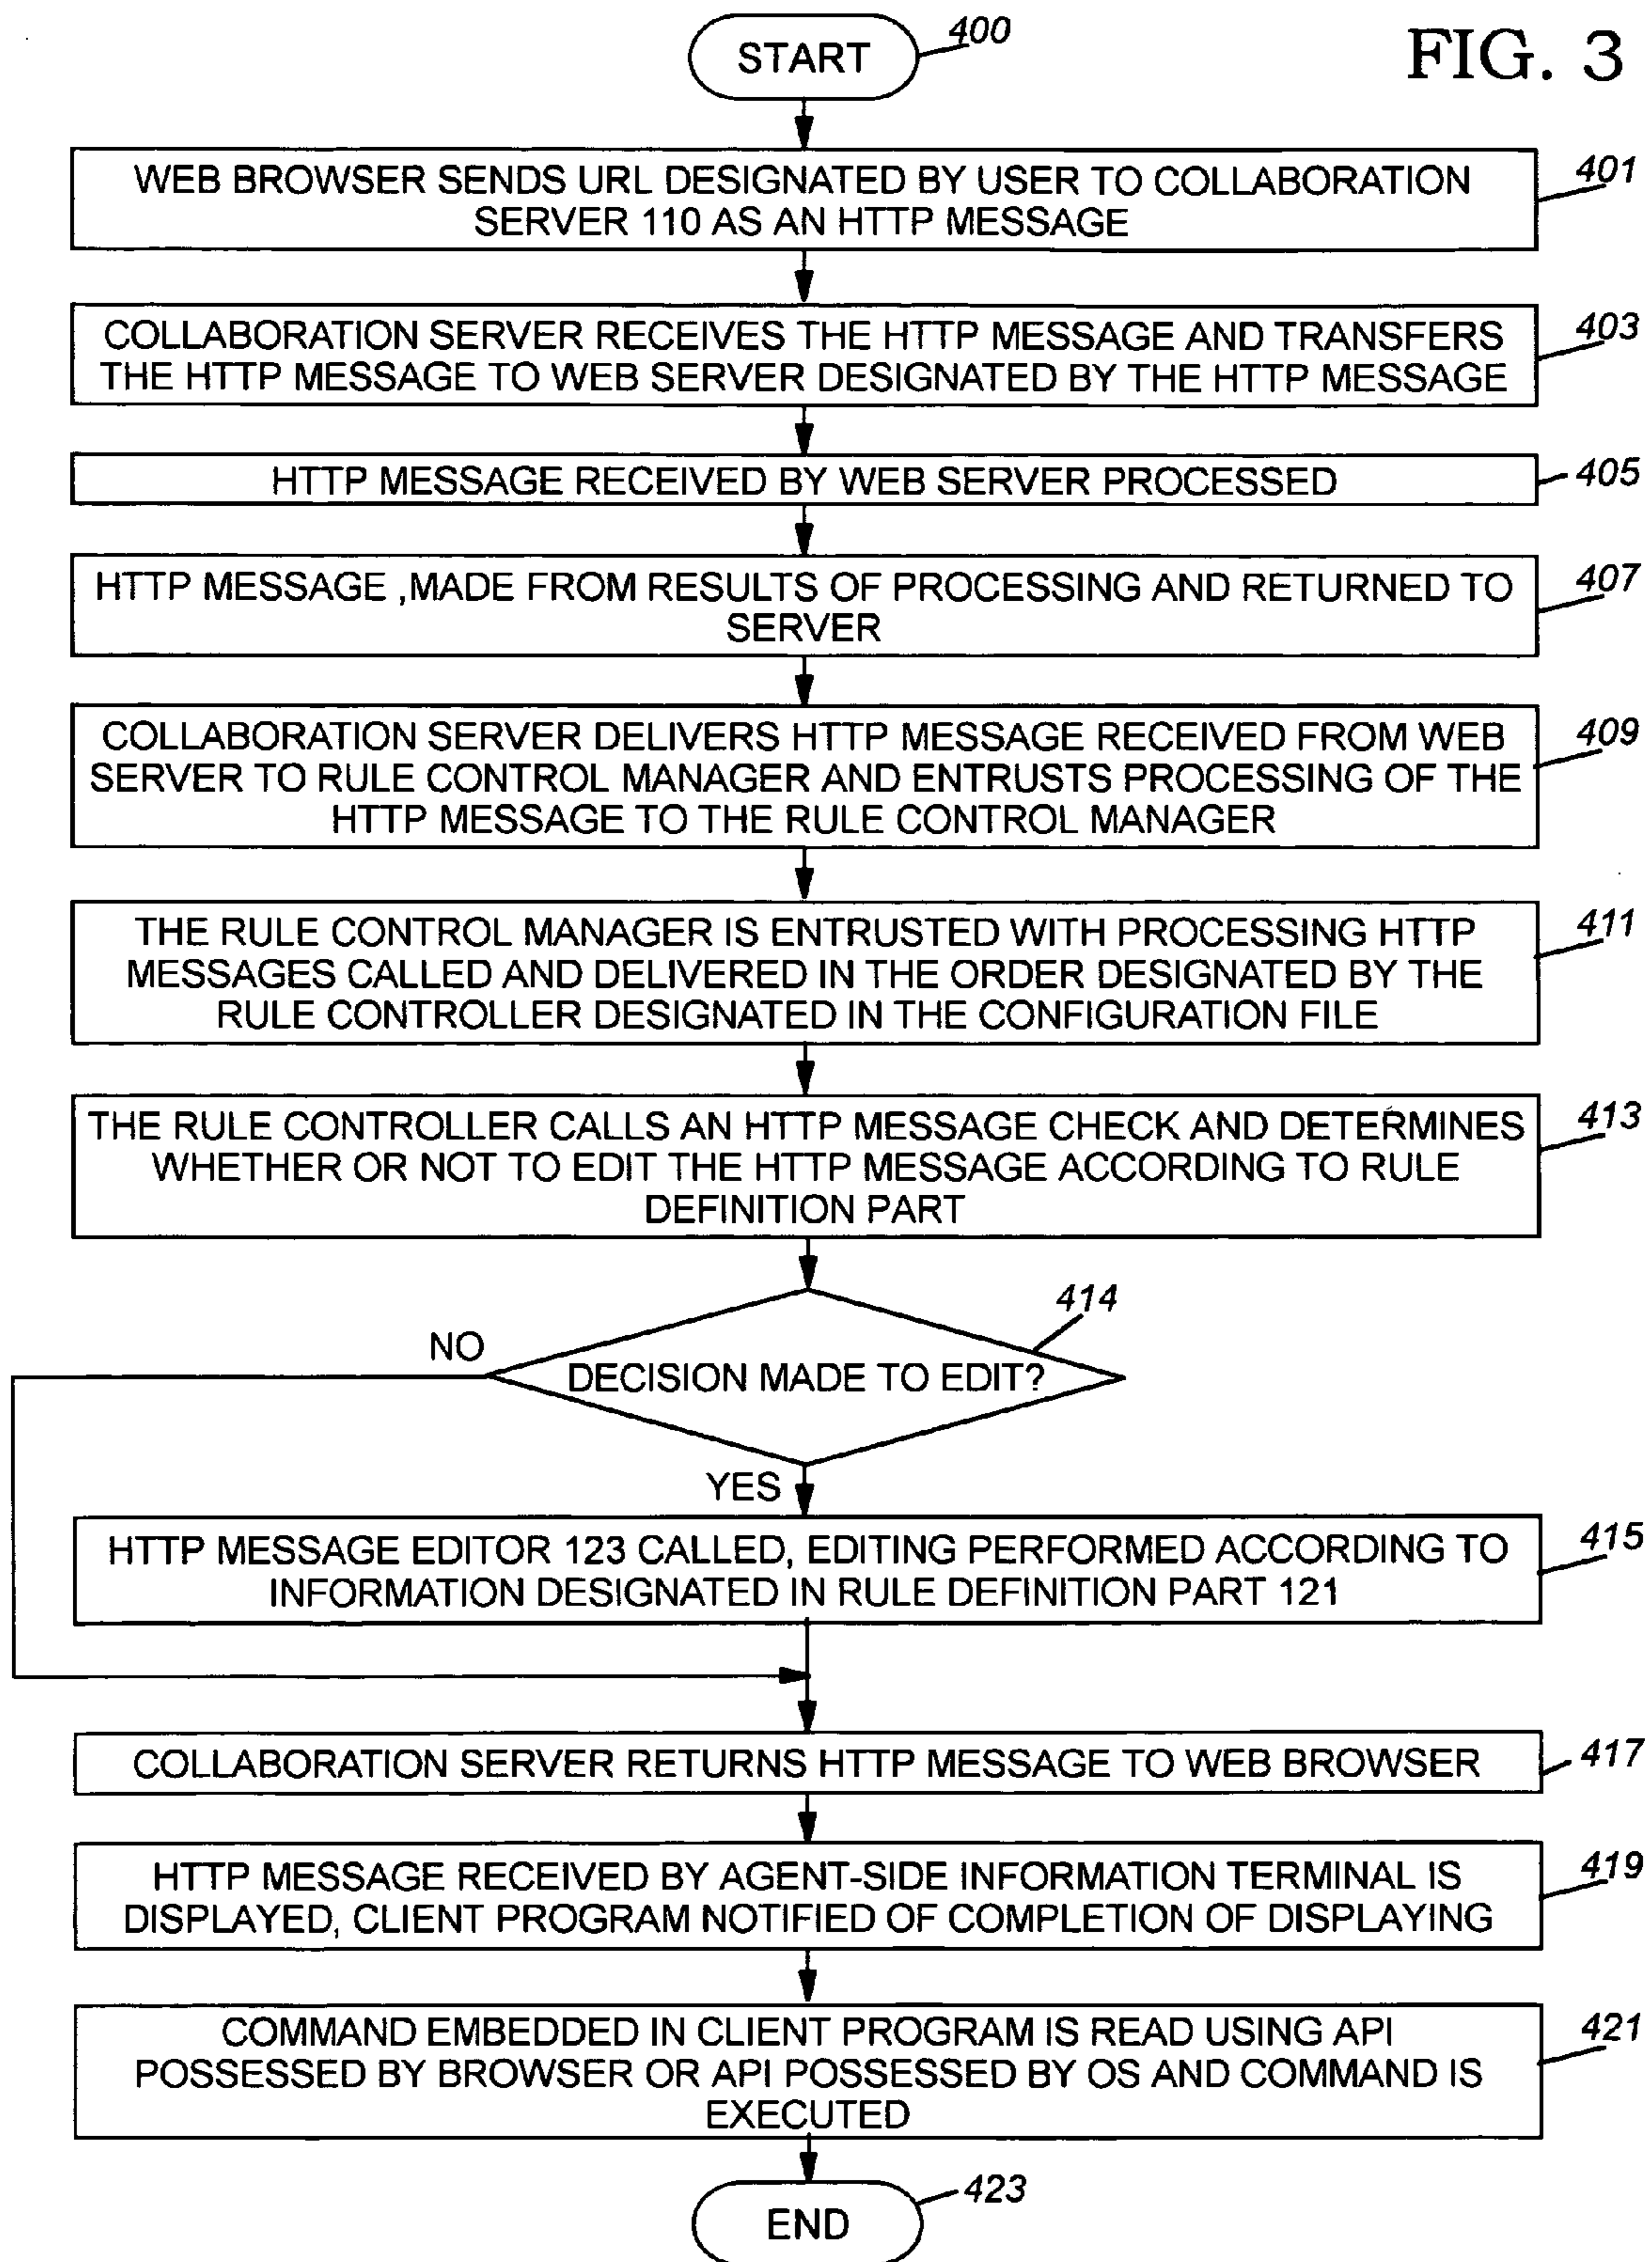 FIG. 3
START
400
WEB BROWSER SENDS URL DESIGNATED BY USER TO COLLABORATION
SERVER 110 AS AN HTTP MESSAGE
401
COLLABORATION SERVER RECEIVES THE HTTP MESSAGE AND TRANSFERS
THE HTTP MESSAGE TO WEB SERVER DESIGNATED BY THE HTTP MESSAGE
403
HTTP MESSAGE RECEIVED BY WEB SERVER PROCESSED
405
HTTP MESSAGE ,MADE FROM RESULTS OF PROCESSING AND RETURNED TO
SERVER
407
COLLABORATION SERVER DELIVERS HTTP MESSAGE RECEIVED FROM WEB
SERVER TO RULE CONTROL MANAGER AND ENTRUSTS PROCESSING OF THE
HTTP MESSAGE TO THE RULE CONTROL MANAGER
409
THE RULE CONTROL MANAGER IS ENTRUSTED WITH PROCESSING HTTP
MESSAGES CALLED AND DELIVERED IN THE ORDER DESIGNATED BY THE
RULE CONTROLLER DESIGNATED IN THE CONFIGURATION FILE
411
THE RULE CONTROLLER CALLS AN HTTP MESSAGE CHECK AND DETERMINES
WHETHER OR NOT TO EDIT THE HTTP MESSAGE ACCORDING TO RULE
DEFINITION PART
413
414
NO
DECISION MADE TO EDIT?
YES
HTTP MESSAGE EDITOR 123 CALLED, EDITING PERFORMED ACCORDING TO
INFORMATION DESIGNATED IN RULE DEFINITION PART 121
415
COLLABORATION SERVER RETURNS HTTP MESSAGE TO WEB BROWSER
417
HTTP MESSAGE RECEIVED BY AGENT-SIDE INFORMATION TERMINAL IS
DISPLAYED, CLIENT PROGRAM NOTIFIED OF COMPLETION OF DISPLAYING
419
COMMAND EMBEDDED IN CLIENT PROGRAM IS READ USING API
POSSESSED BY BROWSER OR API POSSESSED BY OS AND COMMAND IS
EXECUTED
421
END
423